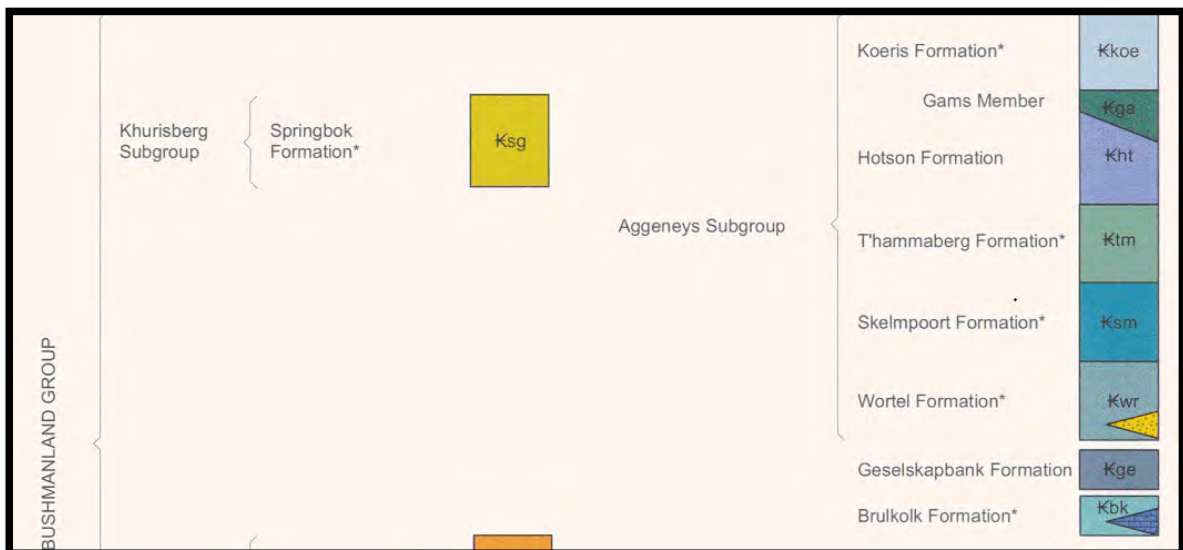 Koeris Formation*
Ꝁkoe
Gams Member
Ꝁga
Khurisberg
Subgroup
Springbok
Formation*
Ꝁsg
Hotson Formation
Ꝁht
Aggeneys Subgroup
T'hammaberg Formation*
Ꝁtm
Skelmpoort Formation*
Ꝁsm
BUSHMANLAND GROUP
Wortel Formation*
Ꝁwr
Geselskapbank Formation
Ꝁge
Brulkolk Formation*
Ꝁbk